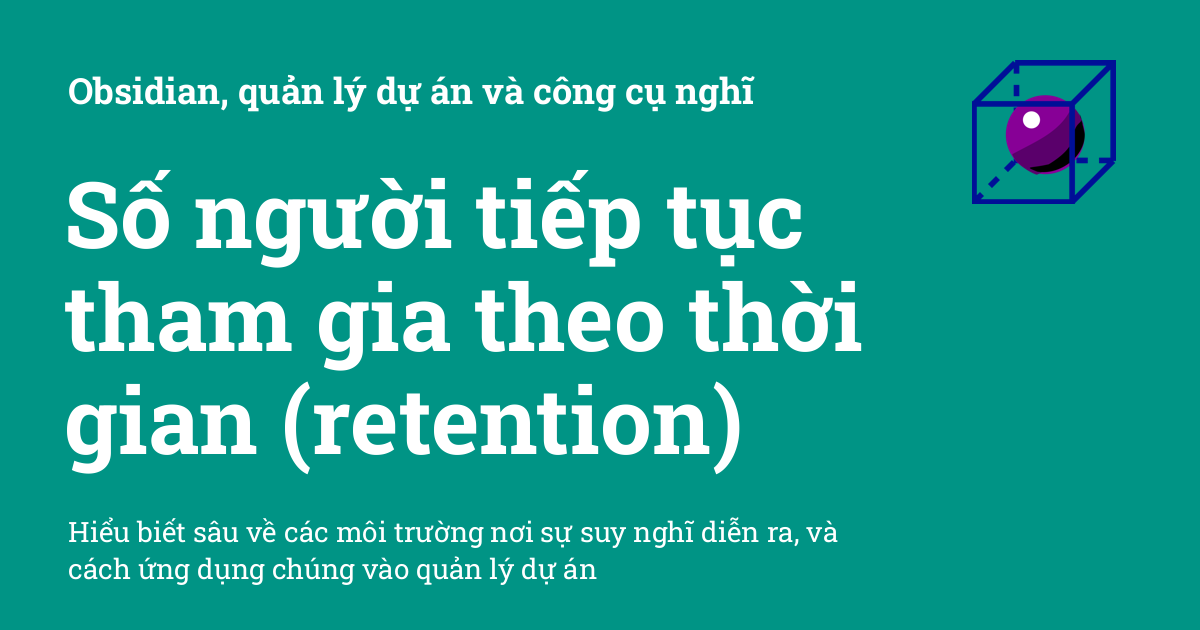 Obsidian, quản lý dự án và công cụ nghĩ
Số người tiếp tục
tham gia theo thời
gian (retention)
Hiểu biết sâu về các môi trường nơi sự suy nghĩ diễn ra, và
cách ứng dụng chúng vào quản lý dự án